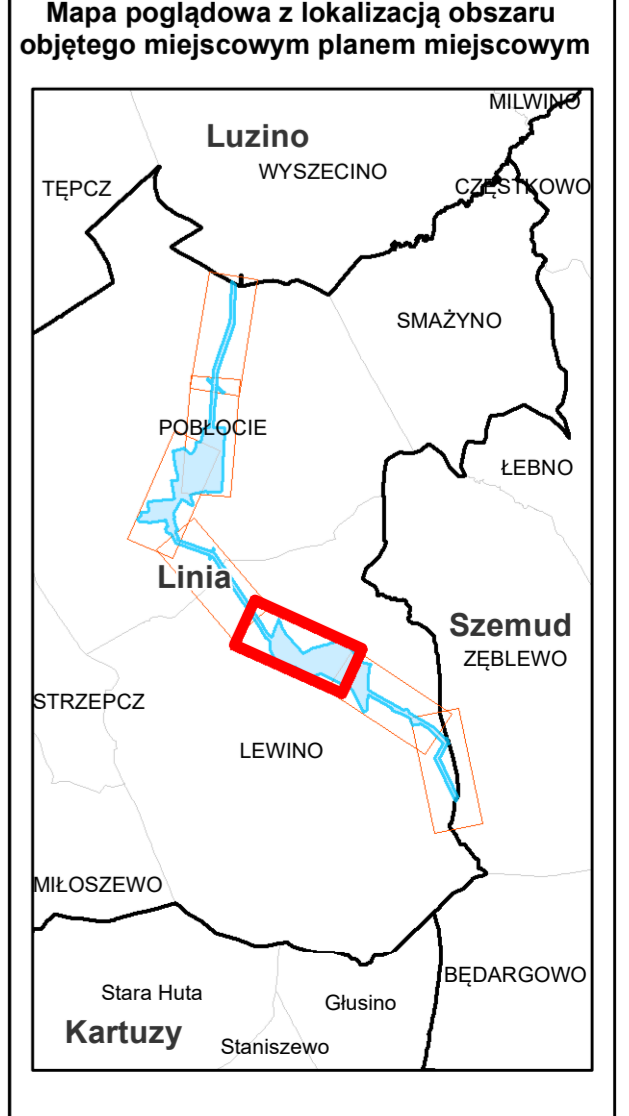 Mapa poglądowa z lokalizacją obszaru
objętego miejscowym planem miejscowym
MILWINO
Luzino
WYSZECINO
TĘPCZ
CZĘSTKOWO
SMAŻYNO
POBŁOCIE
ŁEBNO
Linia
Szemud
ZĘBLEWO
STRZEPCZ
LEWINO
MIŁOSZEWO
BĘDARGOWO
Stara Huta
Głusino
Kartuzy
Staniszewo